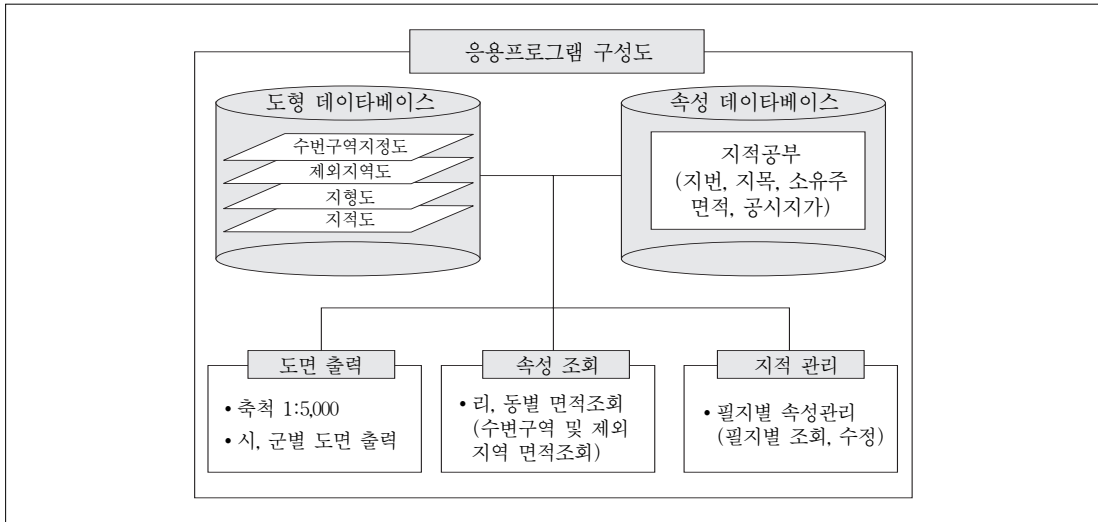 응용프로그램 구성도
도형 데이타베이스
수번구역지정도
제외지역도
지형도
지적도
속성 데이타베이스
지적공부
(지번, 지목, 소유주
면적, 공시지가)
도면 출력
• 축척 1:5,000
• 시, 군별 도면 출력
속성 조회
• 리, 동별 면적조회
(수변구역 및 제외
지역 면적조회)
지적 관리
• 필지별 속성관리
(필지별 조회, 수정)